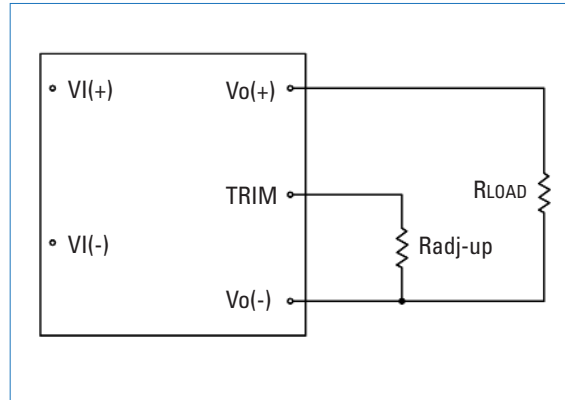 VI(+)
Vo(+)
TRIM
RLOAD
VI(-)
Radj-up
Vo(-)